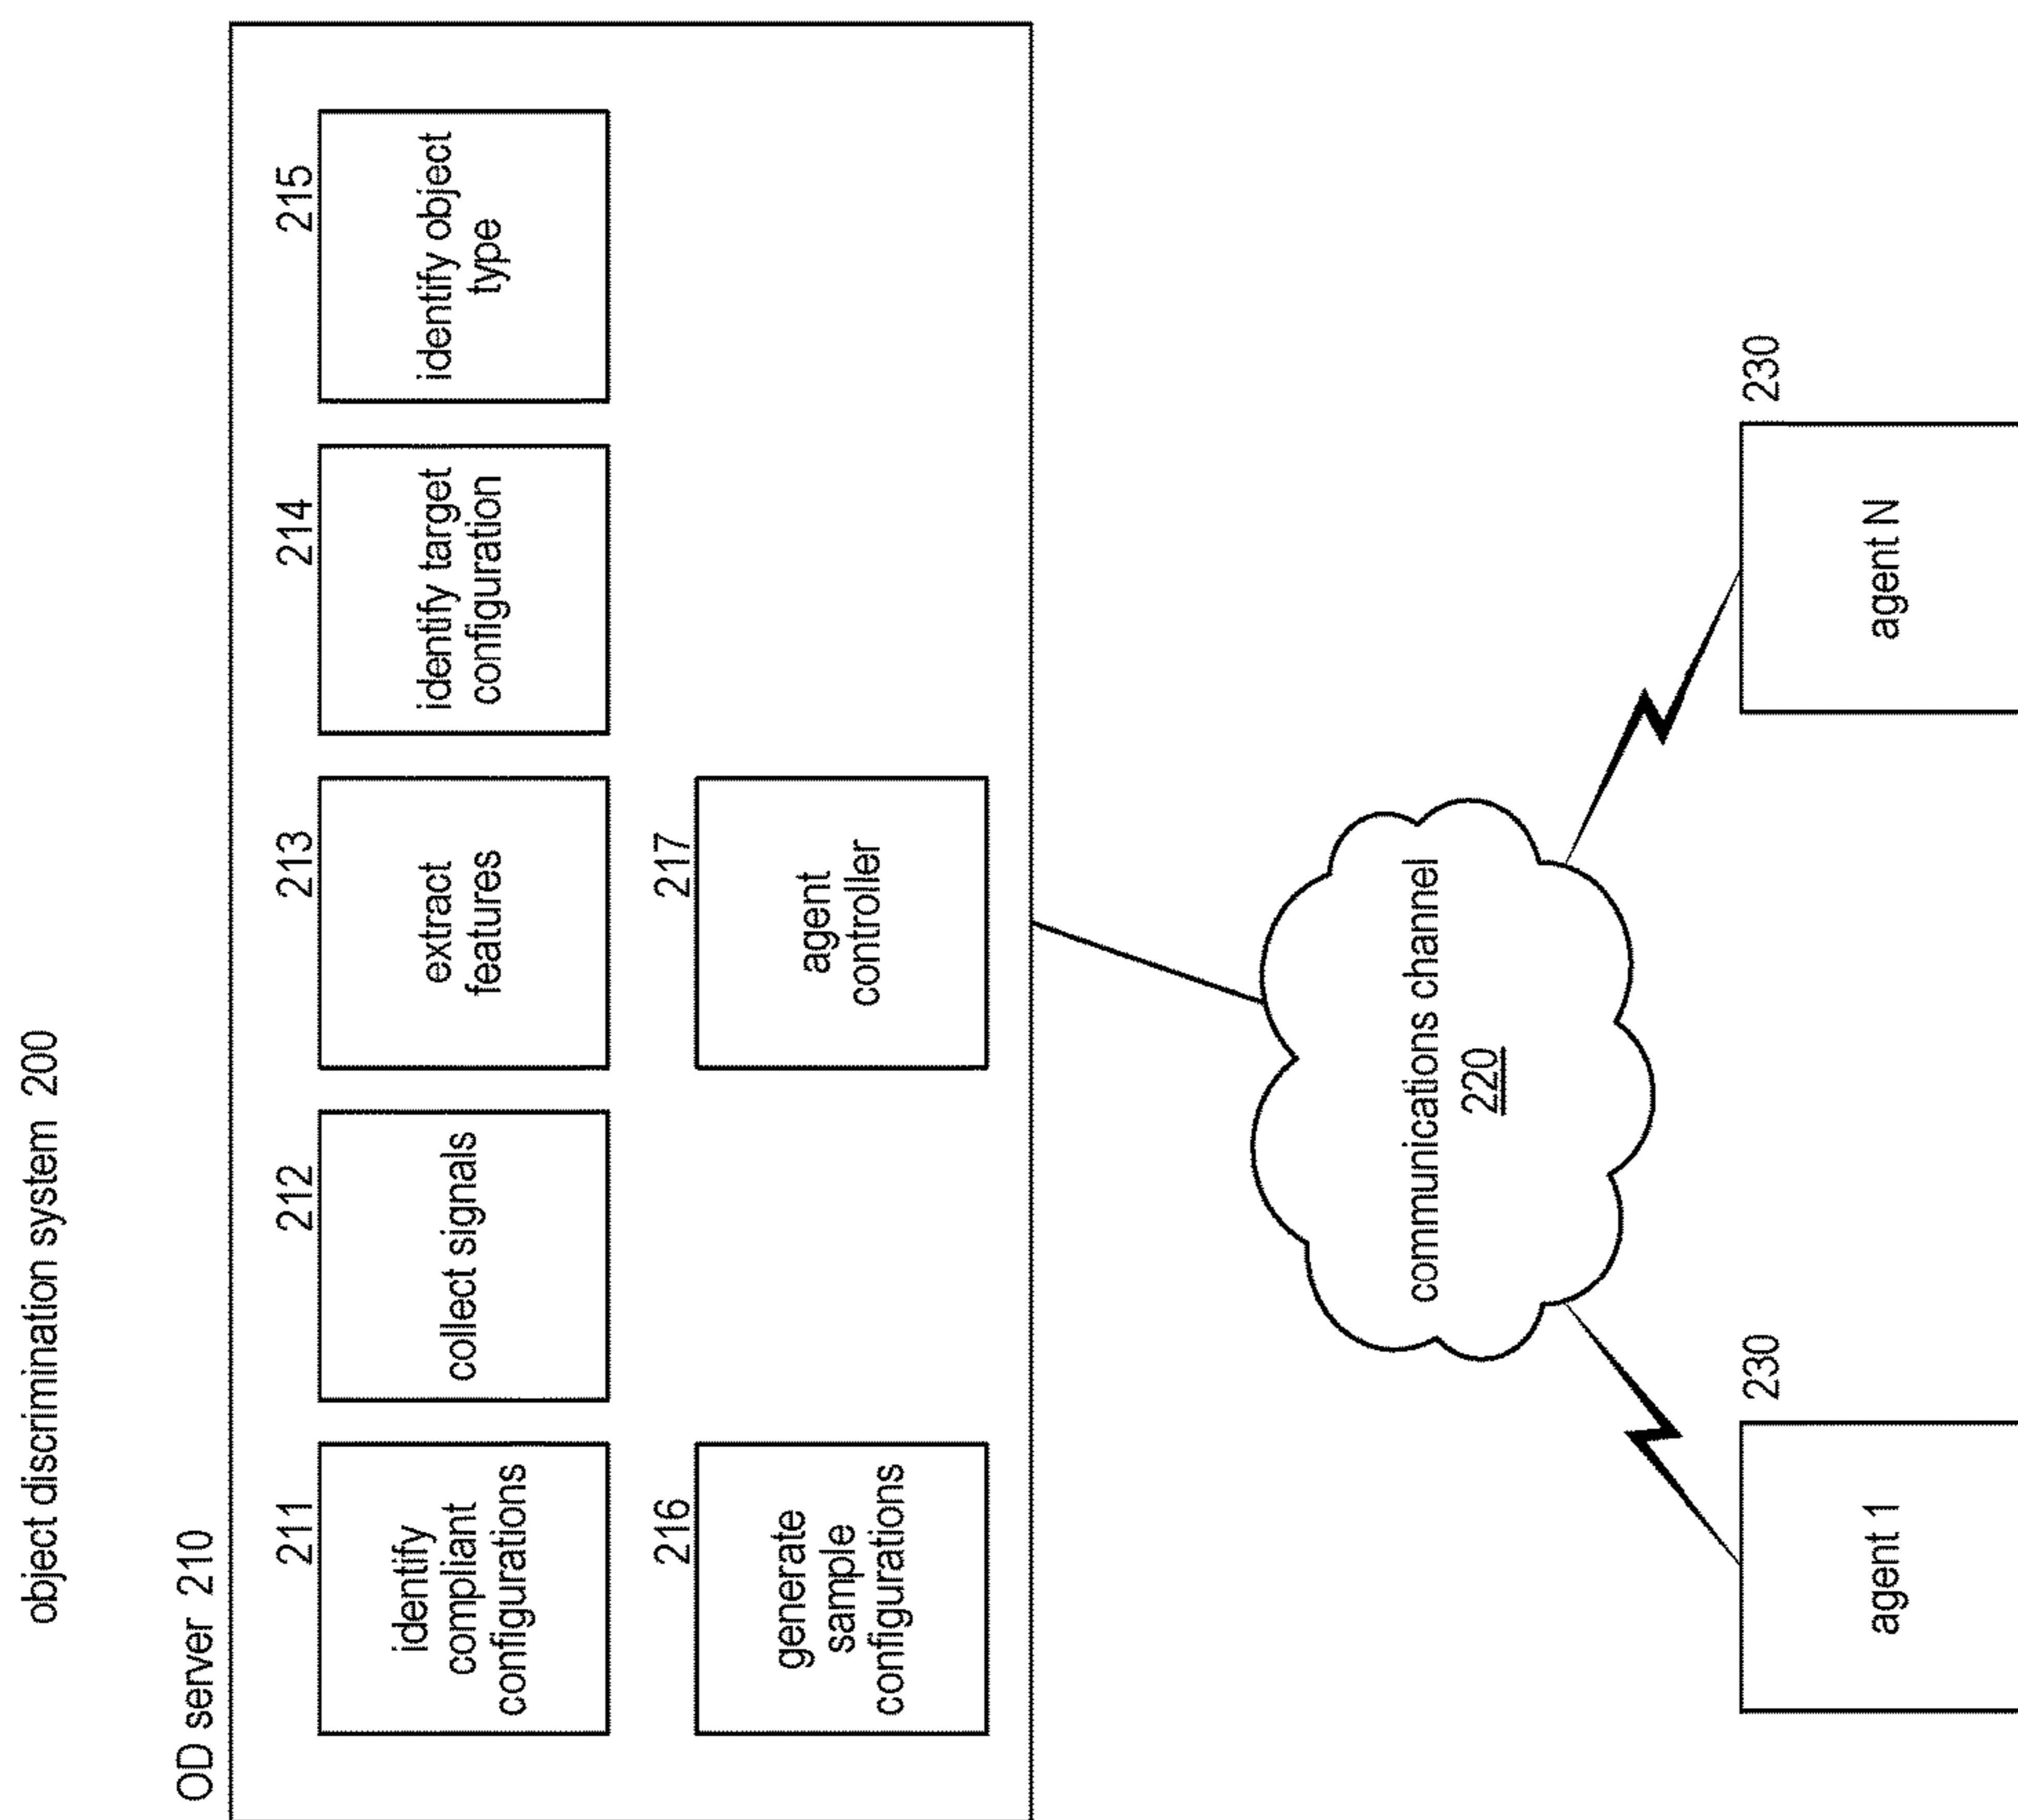 object discrimination system 200
OD server 210
211
identify
compliant
configurations
212
collect signals
213
extract
features
214
identify target
configuration
215
identify object
type
216
generate
sample
configurations
217
agent
controller
communications channel
220
230
agent 1
230
agent N